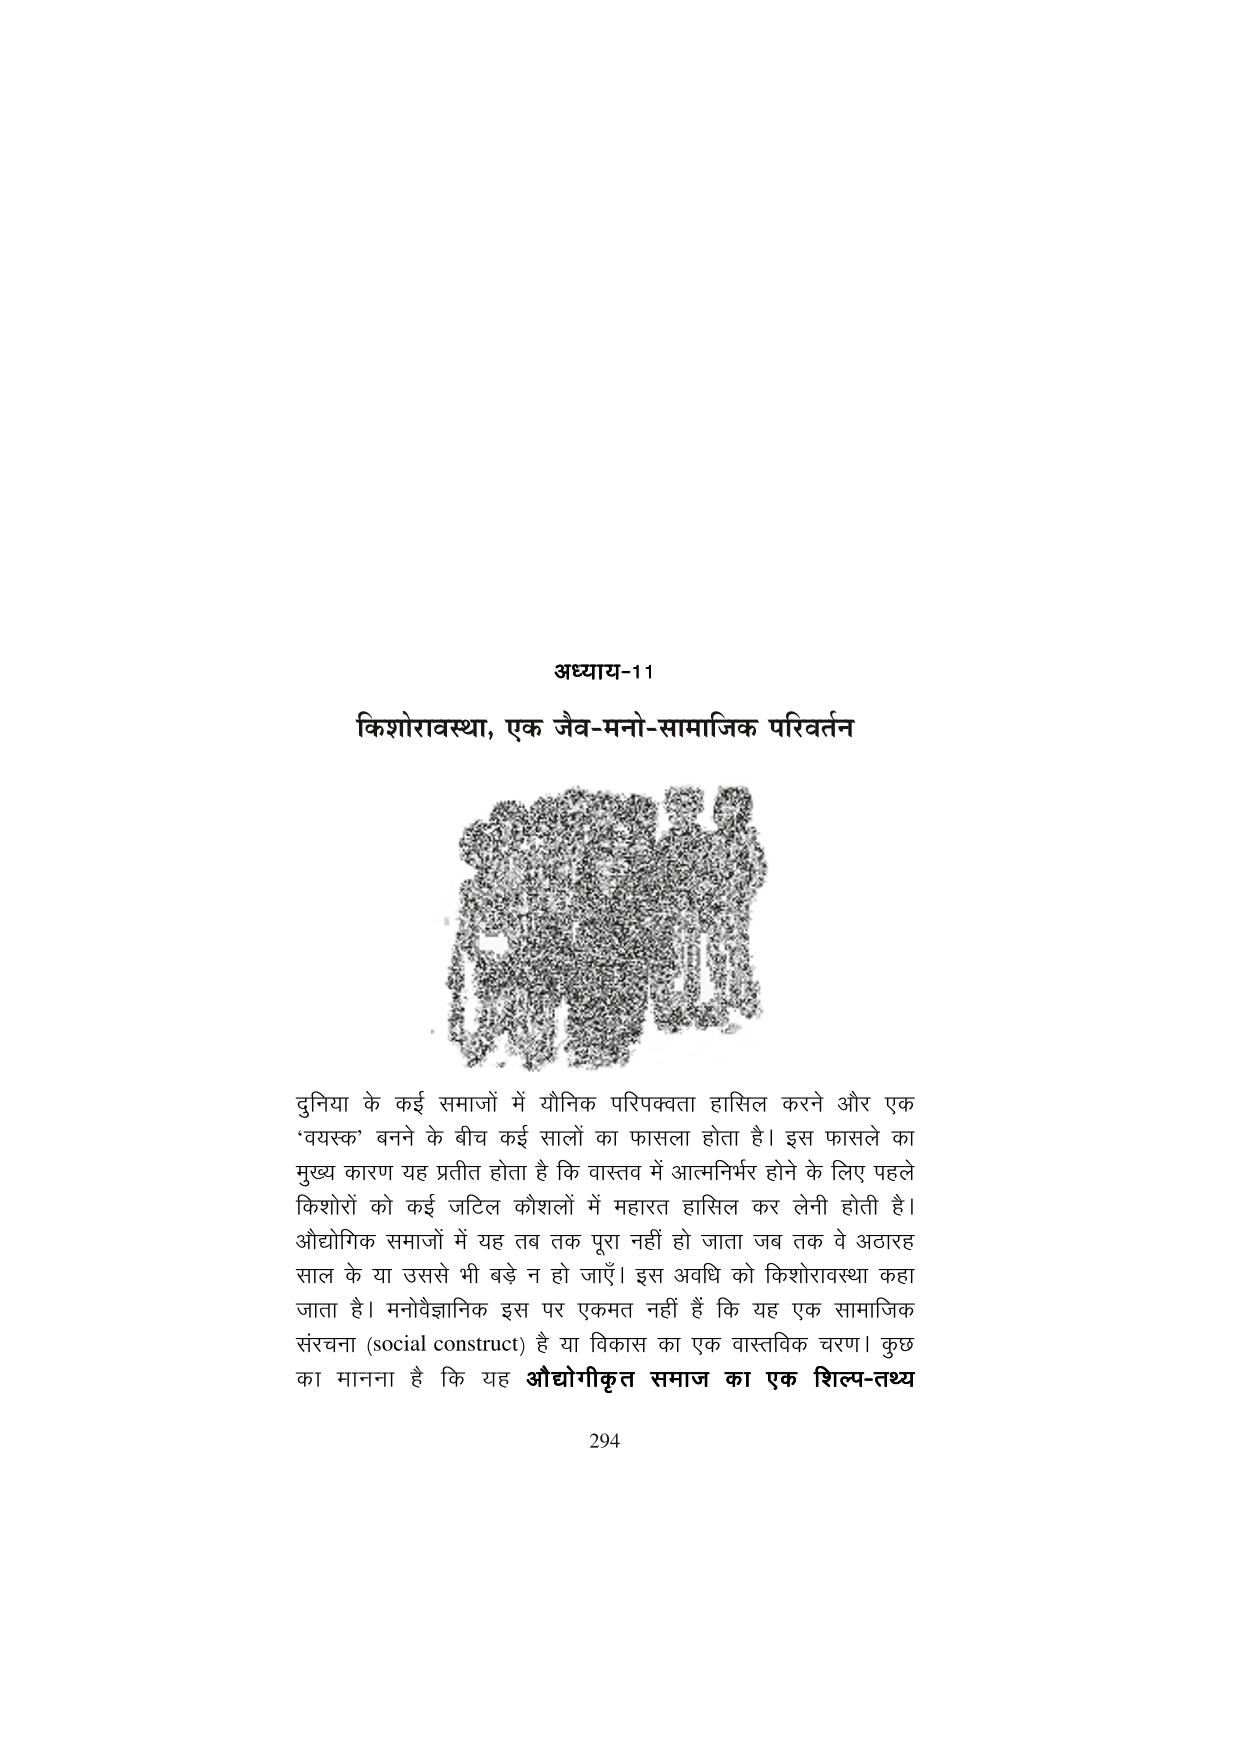 अध्याय-11
किशोरावस्था, एक जैव-मनो-सामाजिक परिवर्तन
दुनिया के कई समाजों में यौनिक परिपक्वता हासिल करने और एक
‘वयस्क’ बनने के बीच कई सालों का फासला होता है। इस फासले का
मुख्य कारण यह प्रतीत होता है कि वास्तव में आत्मनिर्भर होने के लिए पहले
किशोरों को कई जटिल कौशलों में महारत हासिल कर लेनी होती है।
औद्योगिक समाजों में यह तब तक पूरा नहीं हो जाता जब तक वे अठारह
साल के या उससे भी बड़े न हो जाएँ। इस अवधि को किशोरावस्था कहा
जाता है। मनोवैज्ञानिक इस पर एकमत नहीं हैं कि यह एक सामाजिक
संरचना (social construct) है या विकास का एक वास्तविक चरण। कुछ
का मानना है कि यह औद्योगीकृत समाज का एक शिल्प-तथ्य
294